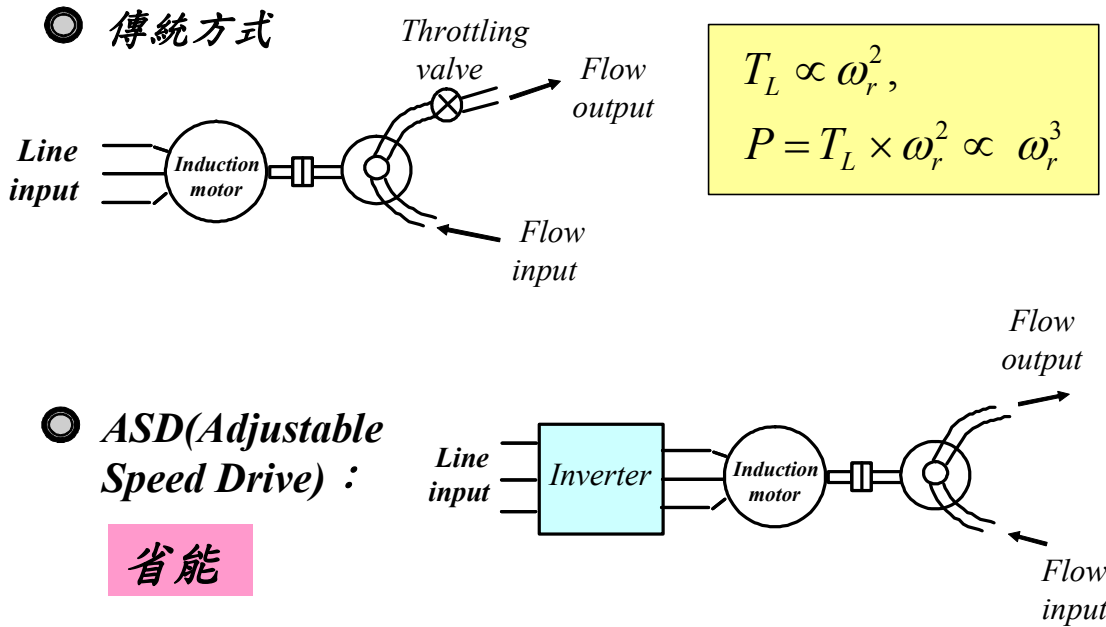 傳統方式
Throttling
valve
Flow
output
Line
input
Induction
motor
Flow
input
T_L ∝ ω_r^2,
P = T_L × ω_r^2 ∝ ω_r^3
ASD(Adjustable
Speed Drive)：
省能
Line
input
Inverter
Induction
motor
Flow
output
Flow
input